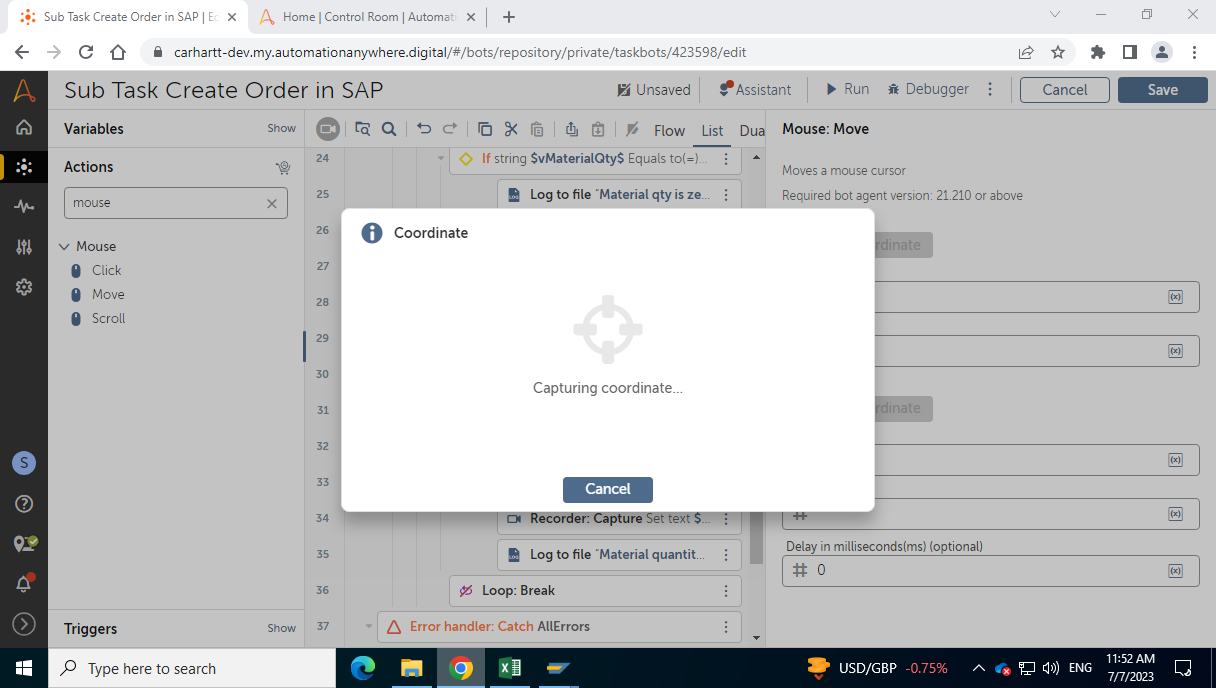 Sub Task Create Order in SAP | Ec
Home | Control Room | Automati
carhartt-dev.my.automationanywhere.digital/#/bots/repository/private/taskbots/423598/edit
Sub Task Create Order in SAP
Unsaved
Assistant
Run
Debugger
Cancel
Save
Variables
Show
Flow
List
Dua
Mouse: Move
Actions
mouse
Mouse
Click
Move
Scroll
Triggers
Show
24
If string $vMaterialQty$ Equals to(=)...
25
Log to file "Material qty is ze...
26
27
28
29
30
31
32
33
34
Recorder: Capture Set text $...
35
Log to file "Material quantit...
36
Loop: Break
37
Error handler: Catch AllErrors
Moves a mouse cursor
Required bot agent version: 21.210 or above
rdinate
(x)
(x)
rdinate
(x)
(x)
Delay in milliseconds(ms) (optional)
0
(x)
Coordinate
Capturing coordinate...
Cancel
S
Type here to search
USD/GBP -0.75%
ENG
11:52 AM
7/7/2023